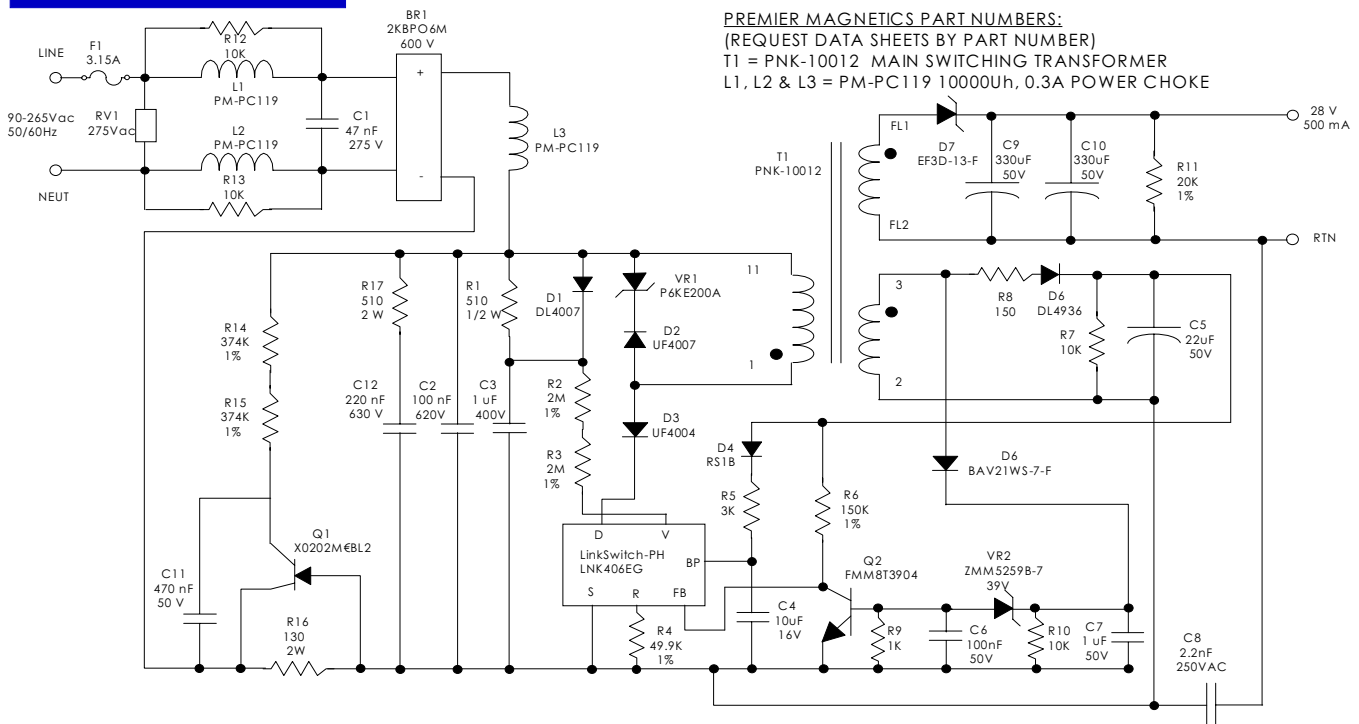 PREMIER MAGNETICS PART NUMBERS:
(REQUEST DATA SHEETS BY PART NUMBER)
T1 = PNK-10012 MAIN SWITCHING TRANSFORMER
L1, L2 & L3 = PM-PC119 10000Uh, 0.3A POWER CHOKE
LINE
F1
3.15A
R12
10K
L1
PM-PC119
BR1
2KBPO6M
600 V
+
-
90-265Vac
50/60Hz
RV1
275Vac
L2
PM-PC119
R13
10K
C1
47 nF
275 V
NEUT
L3
PM-PC119
T1
PNK-10012
FL1
FL2
D7
EF3D-13-F
C9
330uF
50V
C10
330uF
50V
R11
20K
1%
28 V
500 mA
RTN
R14
374K
1%
R15
374K
1%
R17
510
2 W
R1
510
1/2 W
D1
DL4007
VR1
P6KE200A
D2
UF4007
11
1
3
2
R8
150
D6
DL4936
R7
10K
C5
22uF
50V
C12
220 nF
630 V
C2
100 nF
620V
C3
1 uF
400V
R2
2M
1%
R3
2M
1%
D3
UF4004
D4
RS1B
R5
3K
R6
150K
1%
D6
BAV21WS-7-F
Q1
X0202M€BL2
C11
470 nF
50 V
R16
130
2W
D
V
LinkSwitch-PH
LNK406EG
BP
S
R
FB
R4
49.9K
1%
C4
10uF
16V
Q2
FMM8T3904
VR2
ZMM5259B-7
39V
R9
1K
C6
100nF
50V
R10
10K
C7
1 uF
50V
C8
2.2nF
250VAC